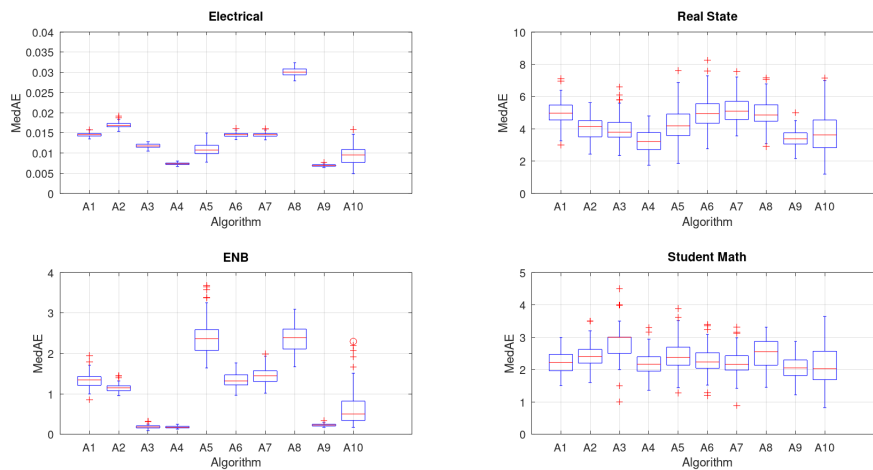 Electrical
MedAE
0.04
0.035
0.03
0.025
0.02
0.015
0.01
0.005
0
A1 A2 A3 A4 A5 A6 A7 A8 A9 A10
Algorithm
Real State
MedAE
10
8
6
4
2
0
A1 A2 A3 A4 A5 A6 A7 A8 A9 A10
Algorithm
ENB
MedAE
4
3
2
1
0
A1 A2 A3 A4 A5 A6 A7 A8 A9 A10
Algorithm
Student Math
MedAE
5
4
3
2
1
0
A1 A2 A3 A4 A5 A6 A7 A8 A9 A10
Algorithm